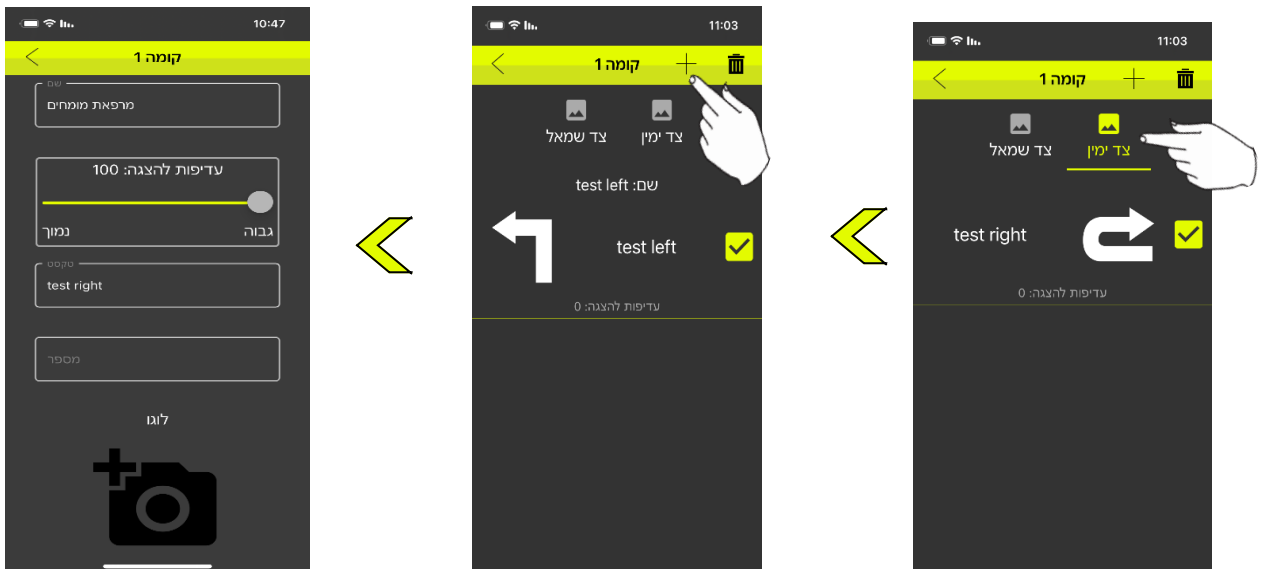 11:03
קומה 1
צד ימין
צד שמאל
test right
עדיפות להצגה: 0
11:03
קומה 1
צד ימין
צד שמאל
שם: test left
test left
עדיפות להצגה: 0
10:47
קומה 1
שם
מרפאת מומחים
עדיפות להצגה: 100
גבוה
נמוך
טקסט
test right
מספר
לוגו